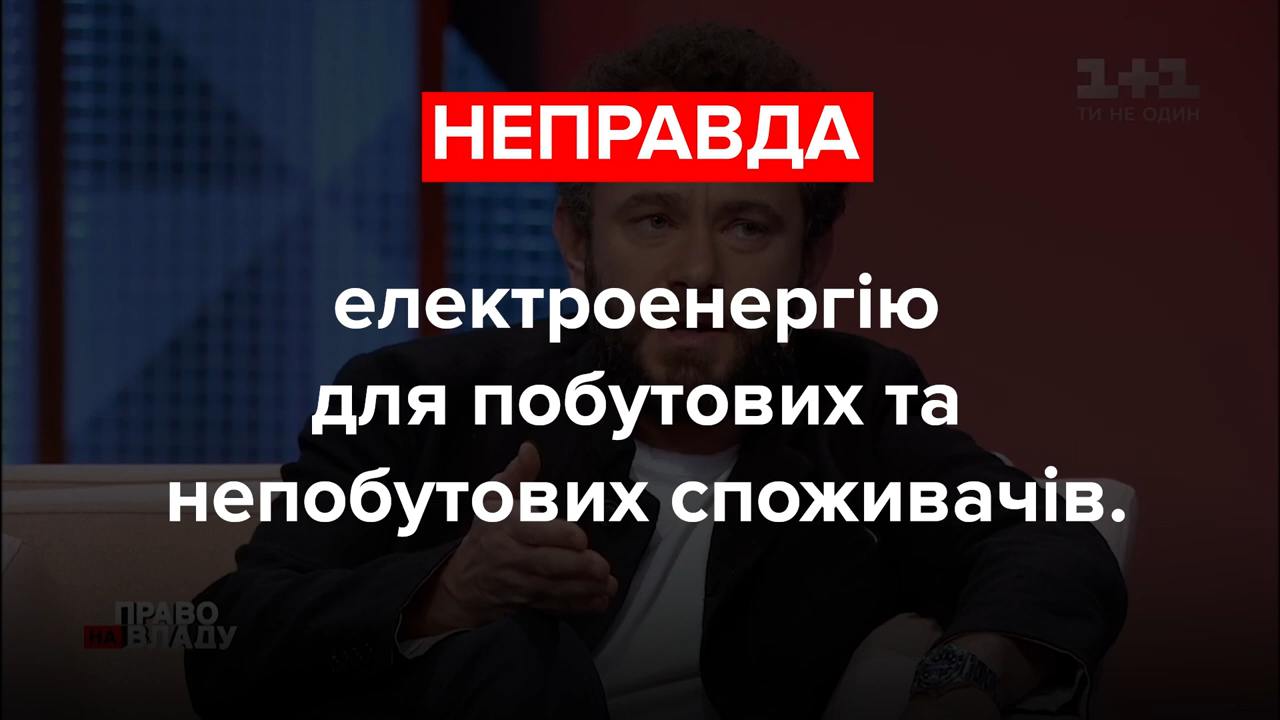 1+1
ТИ НЕ ОДИН
НЕПРАВДА
електроенергію
для побутових та
непобутових споживачів.
ПРАВО
НА ВЛАДУ